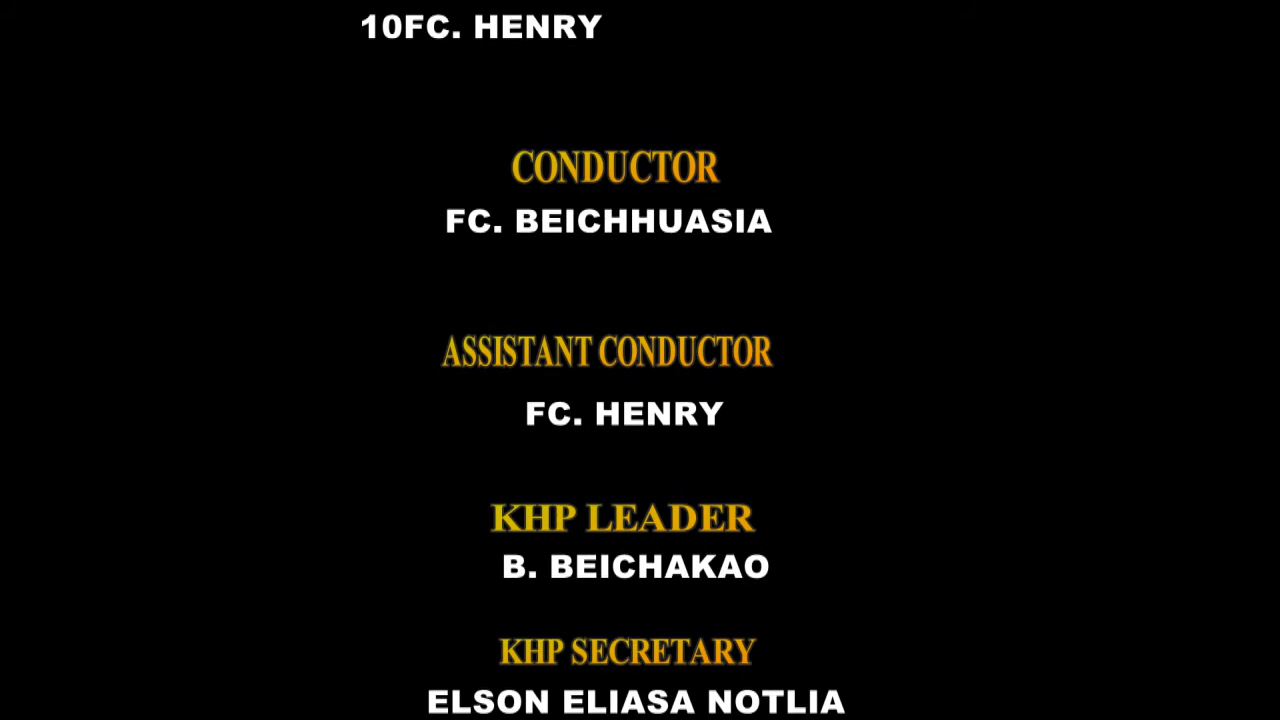 10FC. HENRY
CONDUCTOR
FC. BEICHHUASIA
ASSISTANT CONDUCTOR
FC. HENRY
KHP LEADER
B. BEICHAKAO
KHP SECRETARY
ELSON ELIASA NOTLIA